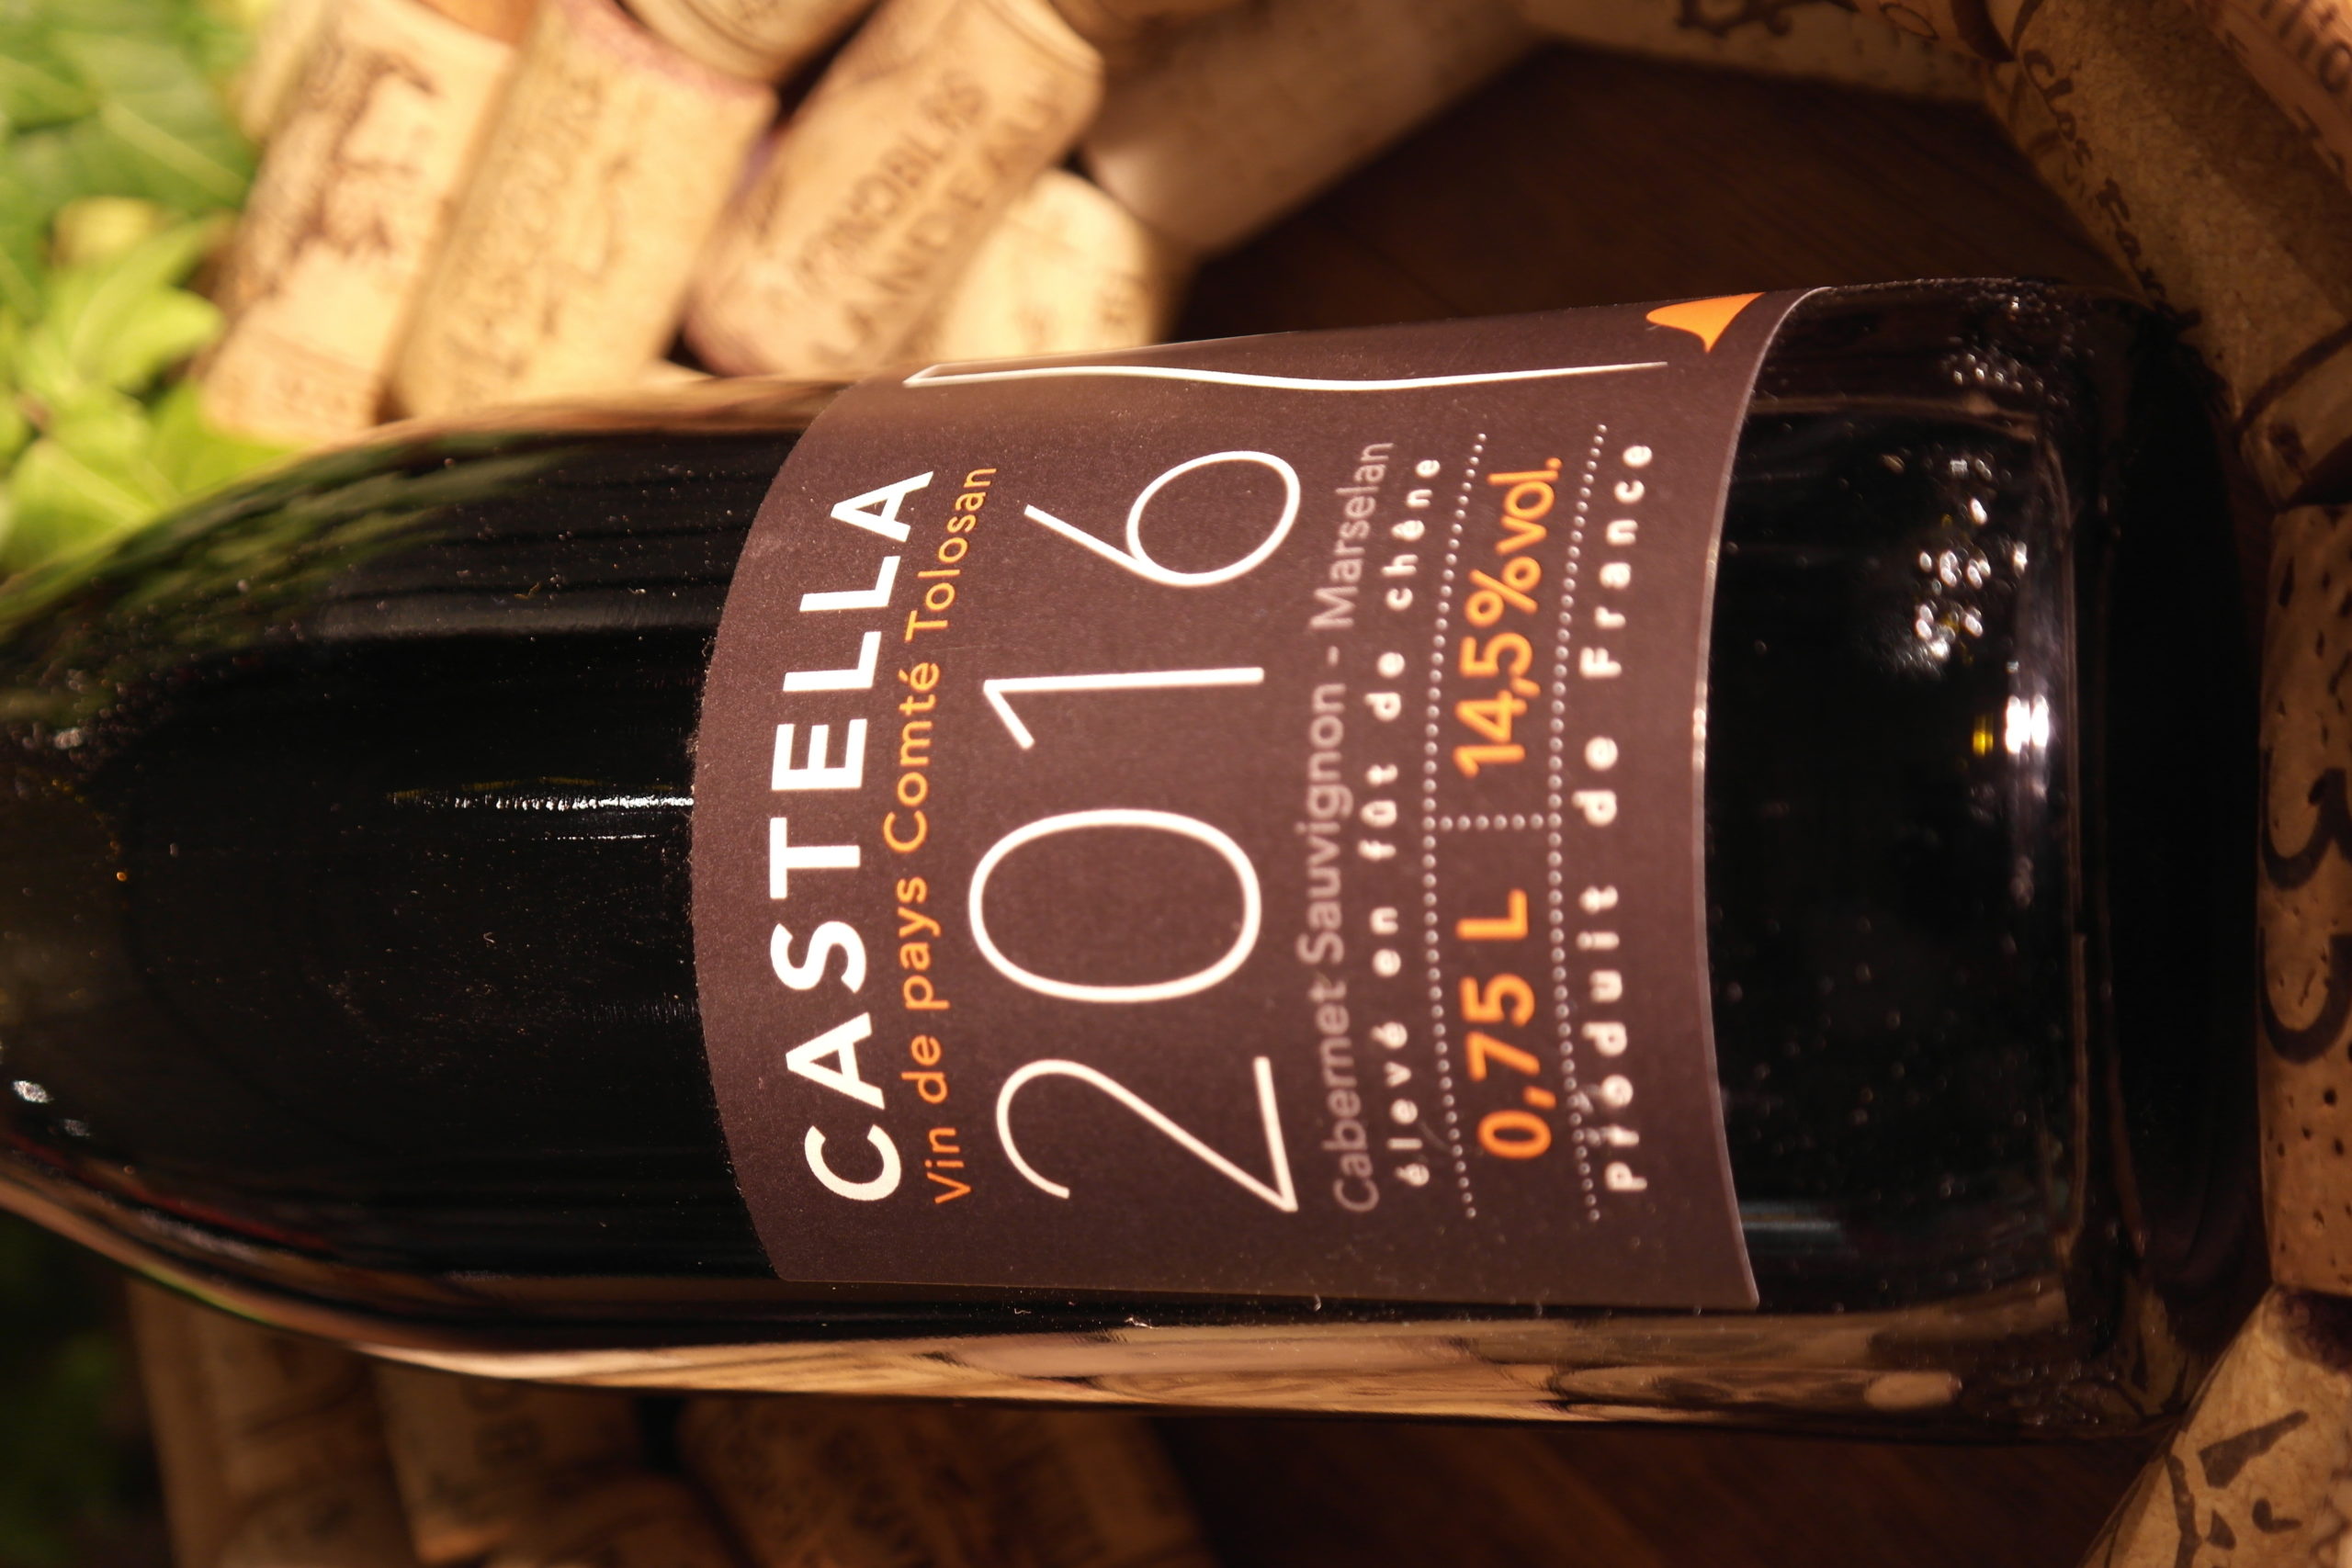 CASTELLA
Vin de pays Comté Tolosan
2016
Cabernet Sauvignon - Marselan
élevé en fût de chêne
0,75 L 14,5%vol.
Produit de France